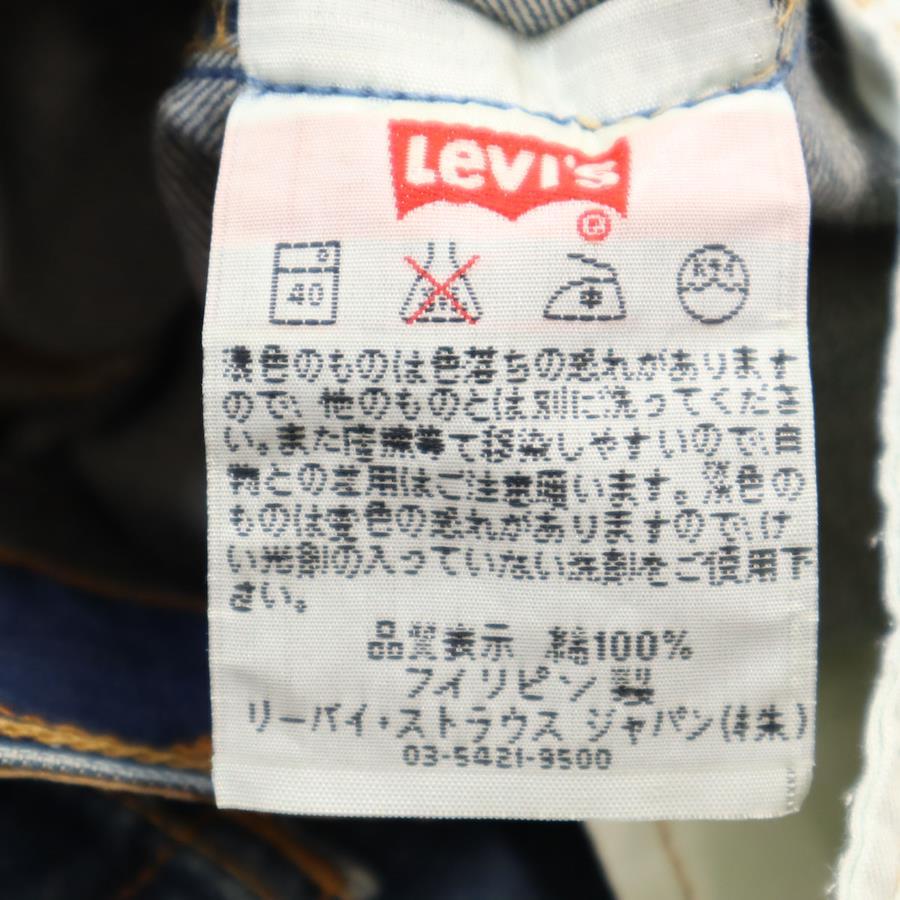 Levi's
40
濃色のものは色落ちの恐れがあります
ので、他のものとは別に洗ってくださ
い。また摩擦等で移染しやすいので、白
物との着用はご注意願います。淡色の
ものは変色の恐れがありますので、け
い光剤の入っていない洗剤をご使用下
さい。
品質表示 綿100%
フィリピン製
リーバイ・ストラウス ジャパン(株)
03-5421-9500